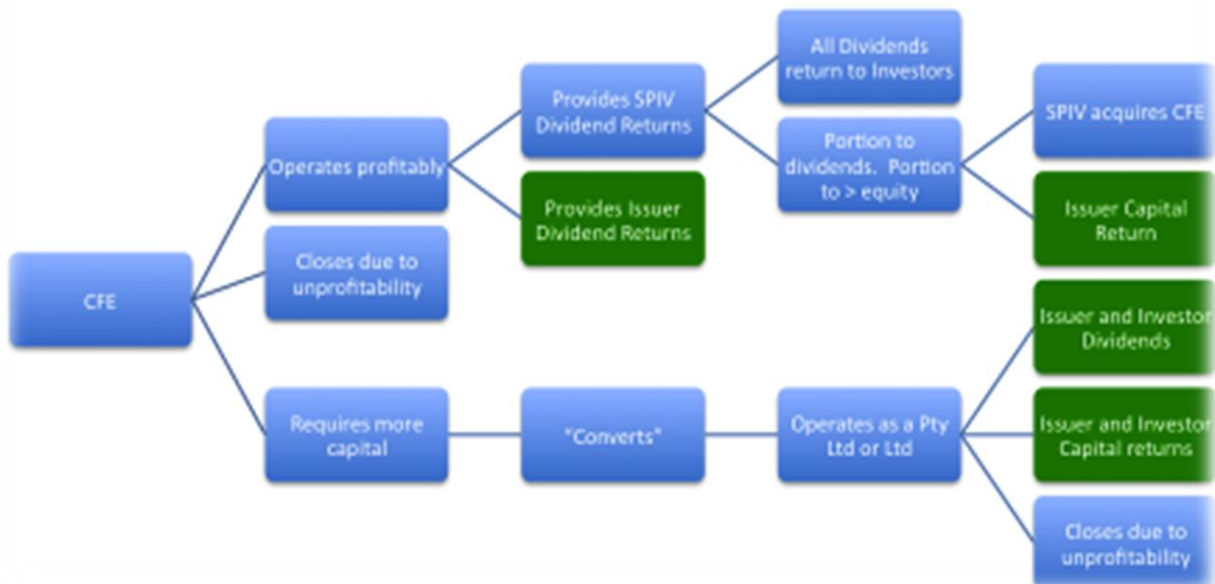 CFE
Operates profitably
Closes due to
unprofitability
Requires more
capital
Provides SPIV
Dividend Returns
Provides Issuer
Dividend Returns
"Converts"
All Dividends
return to Investors
Portion to
dividends. Portion
to > equity
Operates as a Pty
Ltd or Ltd
SPIV acquires CFE
Issuer Capital
Return
Issuer and Investor
Dividends
Issuer and Investor
Capital returns
Closes due to
unprofitability